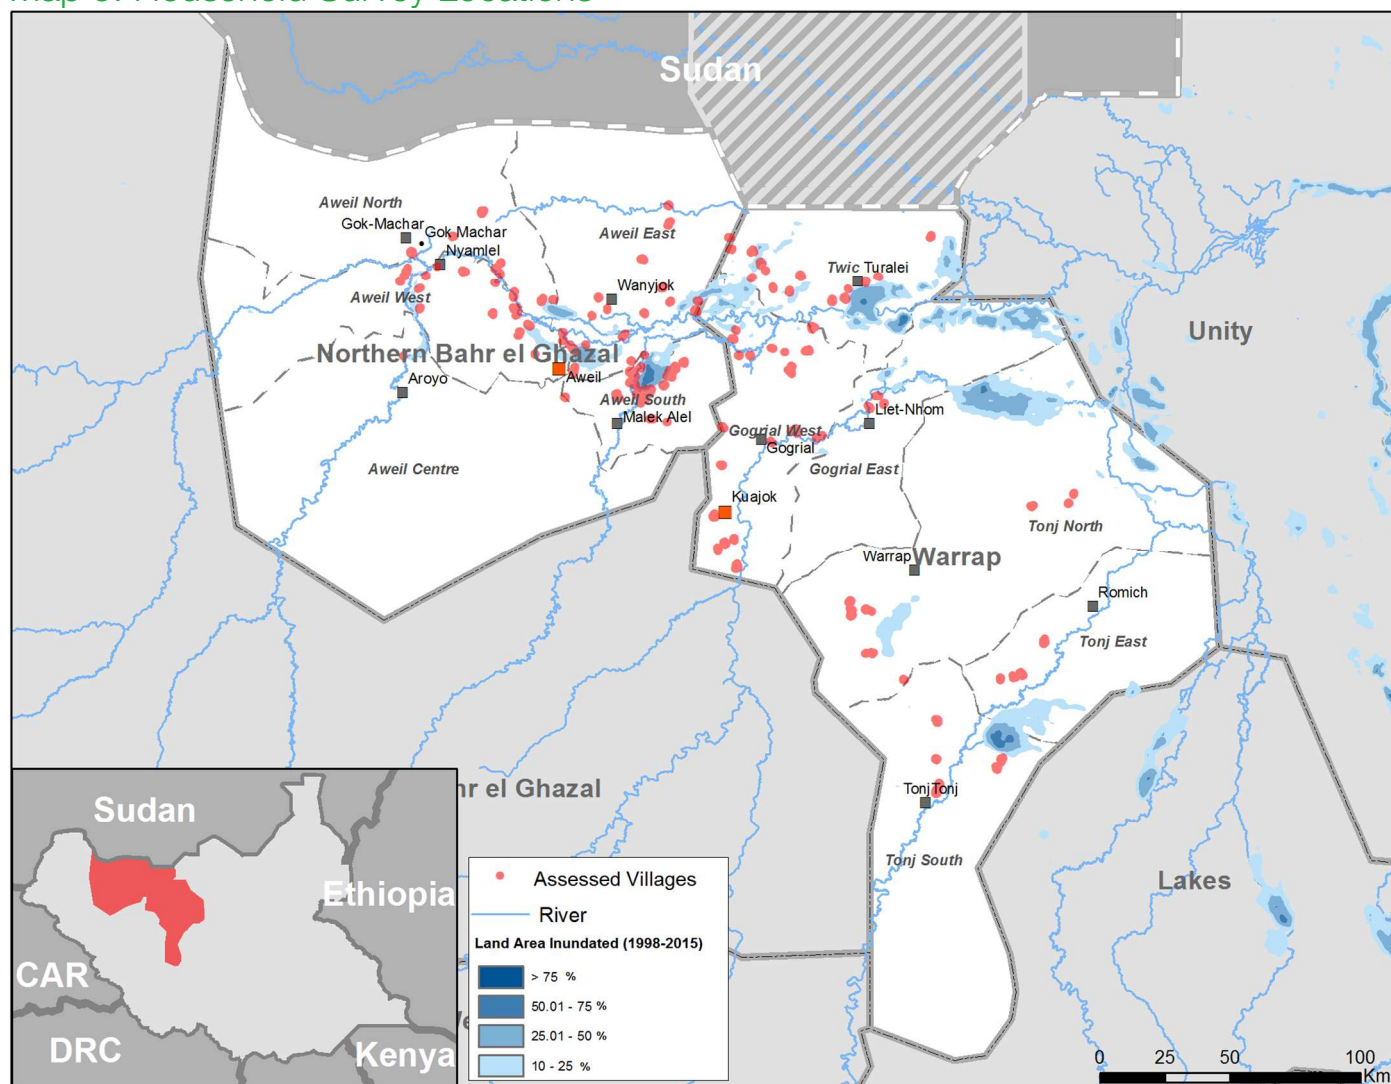 Sudan
Aweil North
Gok-Machar
Gok Machar
Nyamlel
Aweil East
Twic Turalei
Aweil West
Wanyjok
Unity
Northern Bahr el Ghazal
Aroyo
Aweil
Aweil South
Malek Alel
Liet-Nhom
Gogrial West
Gogrial
Aweil Centre
Gogrial East
Kuajok
Tonj North
Warrap
Warrap
Romich
Tonj East
hr el Ghazal
TonjTonj
Tonj South
Lakes
Sudan
Ethiopia
CAR
DRC
Kenya
Assessed Villages
River
Land Area Inundated (1998-2015)
> 75 %
50.01 - 75 %
25.01 - 50 %
10 - 25 %
0 25 50 100
Km